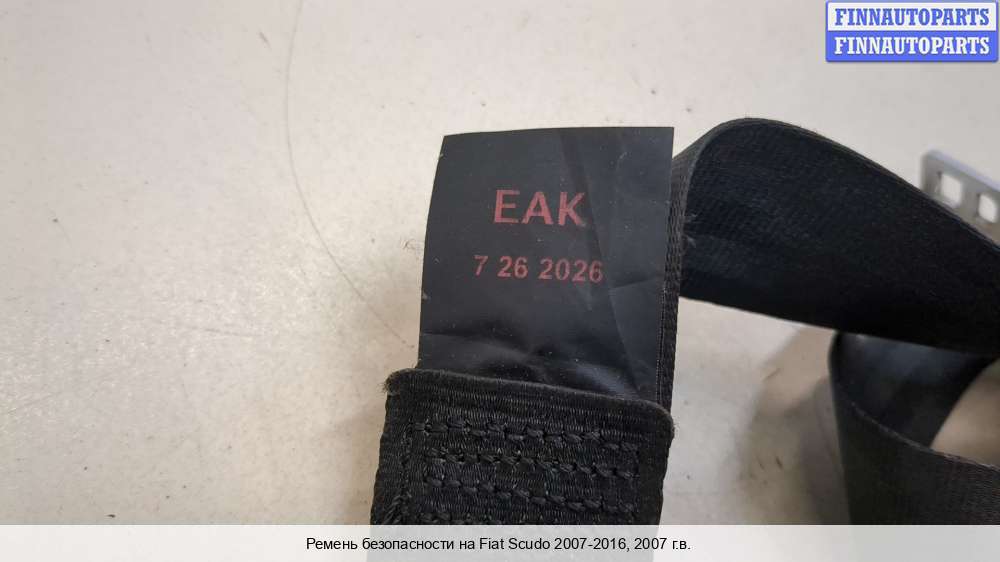 FINNAUTOPARTS
FINNAUTOPARTS
EAK
7 26 2026
Ремень безопасности на Fiat Scudo 2007-2016, 2007 г.в.